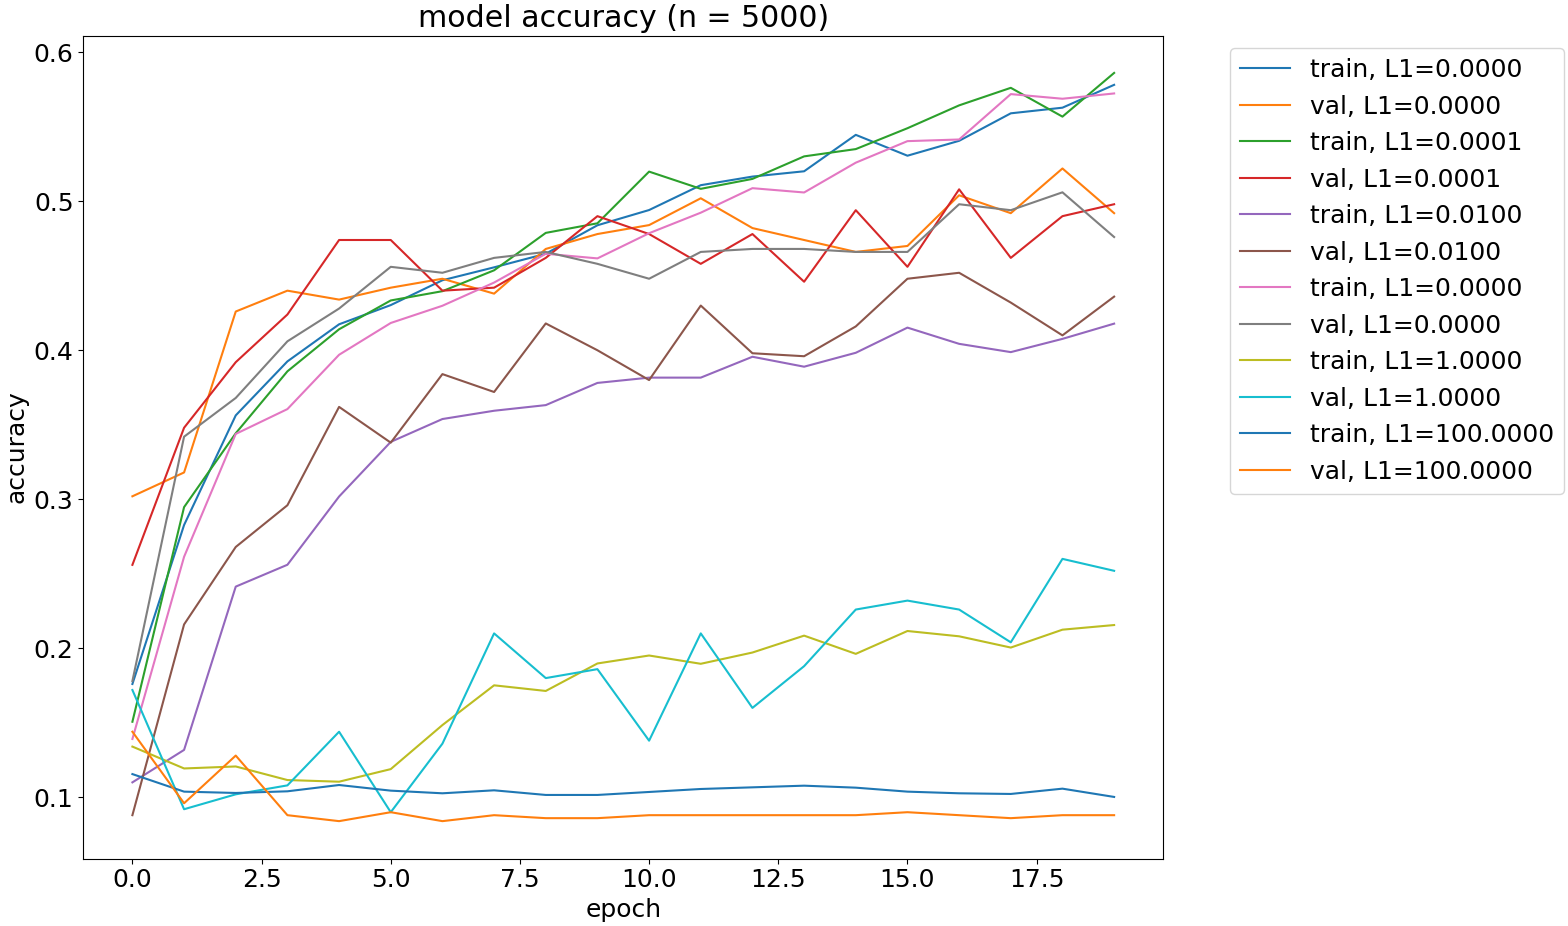 model accuracy (n = 5000)
0.6
0.5
0.4
0.3
0.2
0.1
accuracy
0.0 2.5 5.0 7.5 10.0 12.5 15.0 17.5
epoch
train, L1=0.0000
val, L1=0.0000
train, L1=0.0001
val, L1=0.0001
train, L1=0.0100
val, L1=0.0100
train, L1=0.0000
val, L1=0.0000
train, L1=1.0000
val, L1=1.0000
train, L1=100.0000
val, L1=100.0000